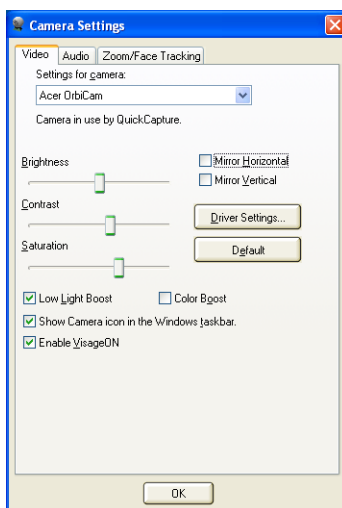 Camera Settings
Video Audio Zoom/Face Tracking
Settings for camera:
Acer OrbiCam
Camera in use by QuickCapture.
Brightness
Mirror Horizontal
Mirror Vertical
Contrast
Driver Settings...
Saturation
Default
Low Light Boost Color Boost
Show Camera icon in the Windows taskbar.
Enable VisageON
OK